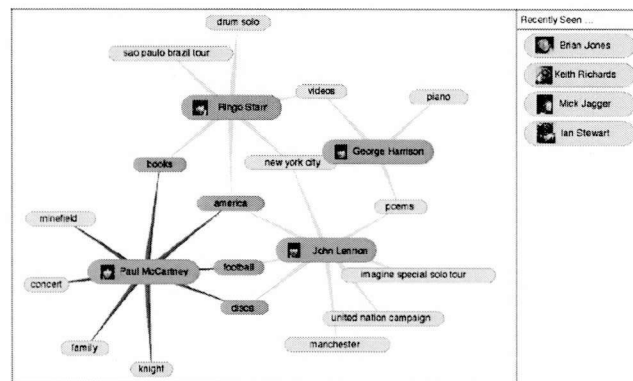 drum solo
Recently Seen ...
sao paulo brazil tour
Brian Jones
Keith Richards
videos
piano
Ringo Starr
Mick Jagger
Ian Stewart
George Harrison
new york city
books
america
poems
minefield
John Lennon
Paul McCartney
football
imagine special solo tour
concert
discs
united nation campaign
family
manchester
knight